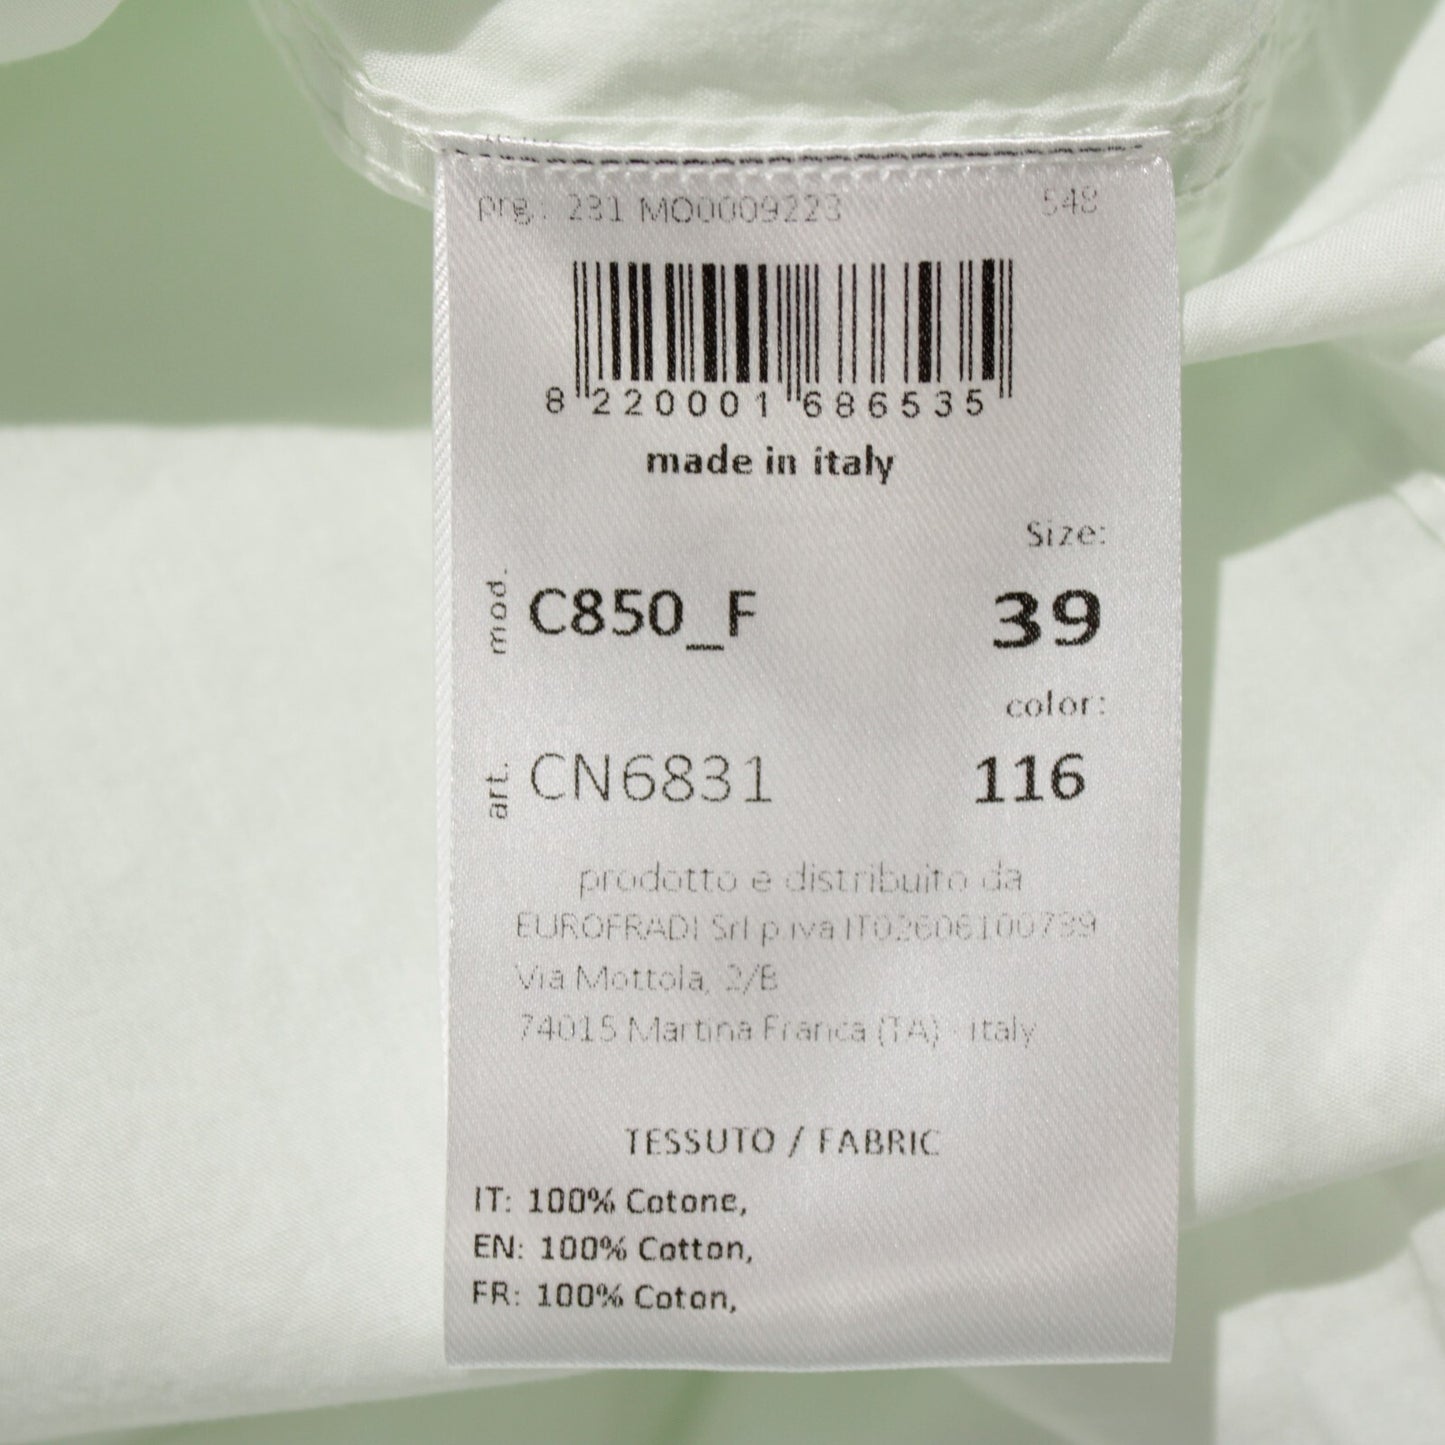 prg: 231 MO0009223 548
8 220001 686535
made in italy
Size:
mod. C850_F 39
color:
art. CN6831 116
prodotto e distribuito da
EUROFRADI Srl p.iva IT02606100739
Via Mottola, 2/B
74015 Martina Franca (TA) - Italy
TESSUTO / FABRIC
IT: 100% Cotone,
EN: 100% Cotton,
FR: 100% Coton,